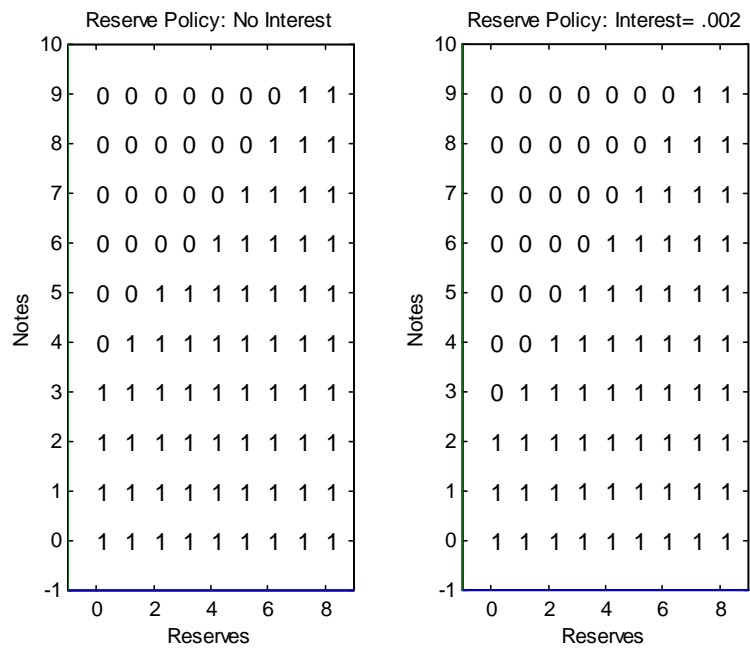 Reserve Policy: No Interest
10
9 0 0 0 0 0 0 0 1 1
8 0 0 0 0 0 0 1 1 1
7 0 0 0 0 0 1 1 1 1
6 0 0 0 0 1 1 1 1 1
5 0 0 1 1 1 1 1 1 1
4 0 1 1 1 1 1 1 1 1
3 1 1 1 1 1 1 1 1 1
2 1 1 1 1 1 1 1 1 1
1 1 1 1 1 1 1 1 1 1
0 1 1 1 1 1 1 1 1 1
-1
Notes
0 2 4 6 8
Reserves
Reserve Policy: Interest= .002
10
9 0 0 0 0 0 0 0 1 1
8 0 0 0 0 0 0 1 1 1
7 0 0 0 0 0 1 1 1 1
6 0 0 0 0 1 1 1 1 1
5 0 0 0 1 1 1 1 1 1
4 0 0 1 1 1 1 1 1 1
3 0 1 1 1 1 1 1 1 1
2 1 1 1 1 1 1 1 1 1
1 1 1 1 1 1 1 1 1 1
0 1 1 1 1 1 1 1 1 1
-1
Notes
0 2 4 6 8
Reserves